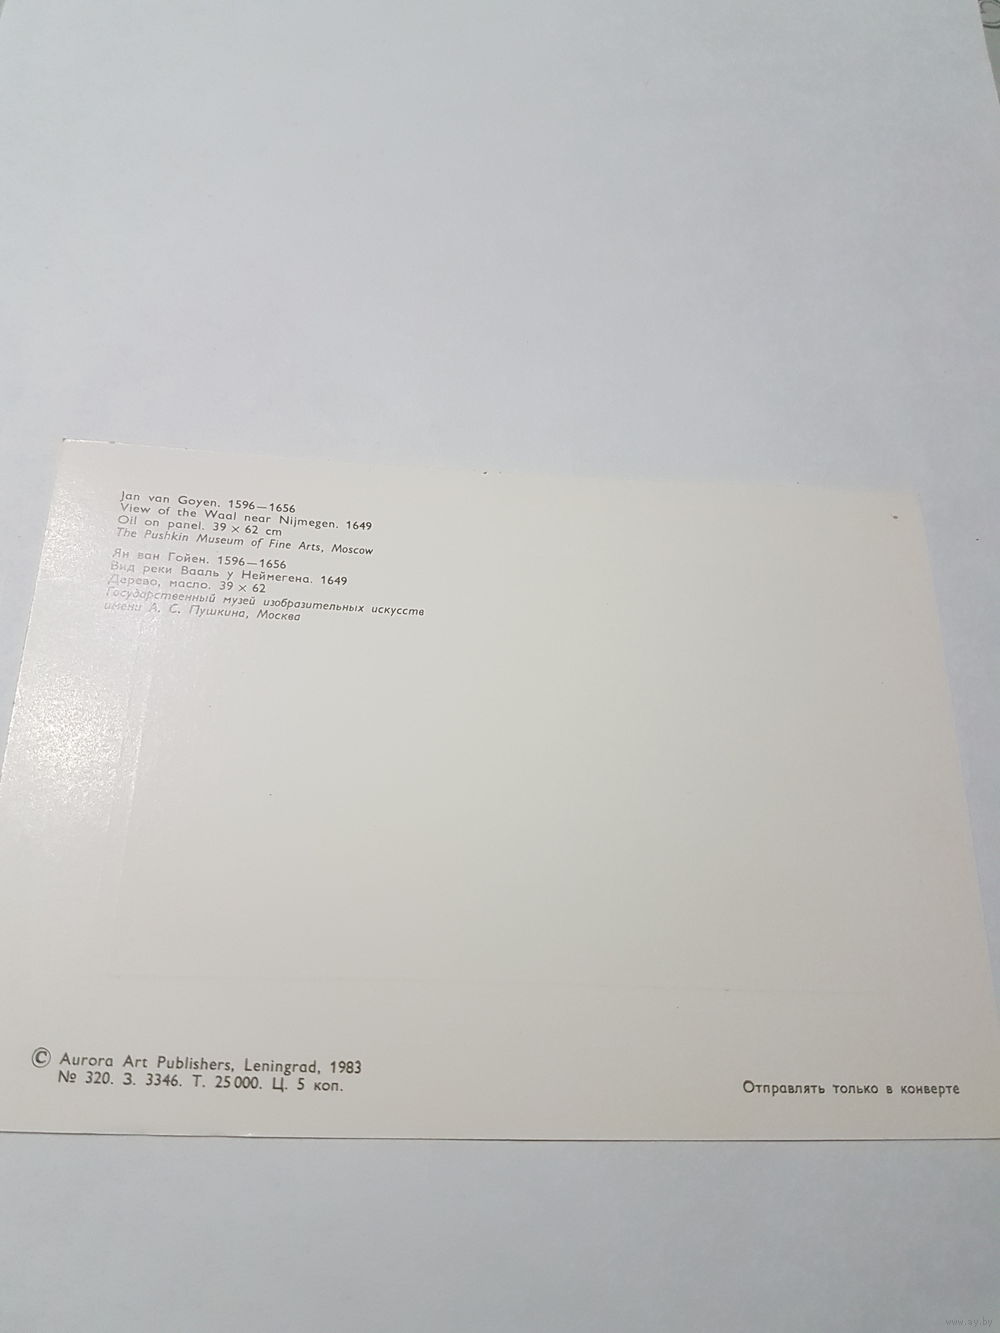 Jan van Goyen. 1596—1656
View of the Waal near Nijmegen. 1649
Oil on panel. 39 × 62 cm
The Pushkin Museum of Fine Arts, Moscow
Ян ван Гойен. 1596—1656
Вид реки Вааль у Неймегена. 1649
Дерево, масло. 39 × 62
Государственный музей изобразительных искусств
имени А. С. Пушкина, Москва
© Aurora Art Publishers, Leningrad, 1983
№ 320. З. 3346. Т. 25 000. Ц. 5 коп.
Отправлять только в конверте
www.ay.by